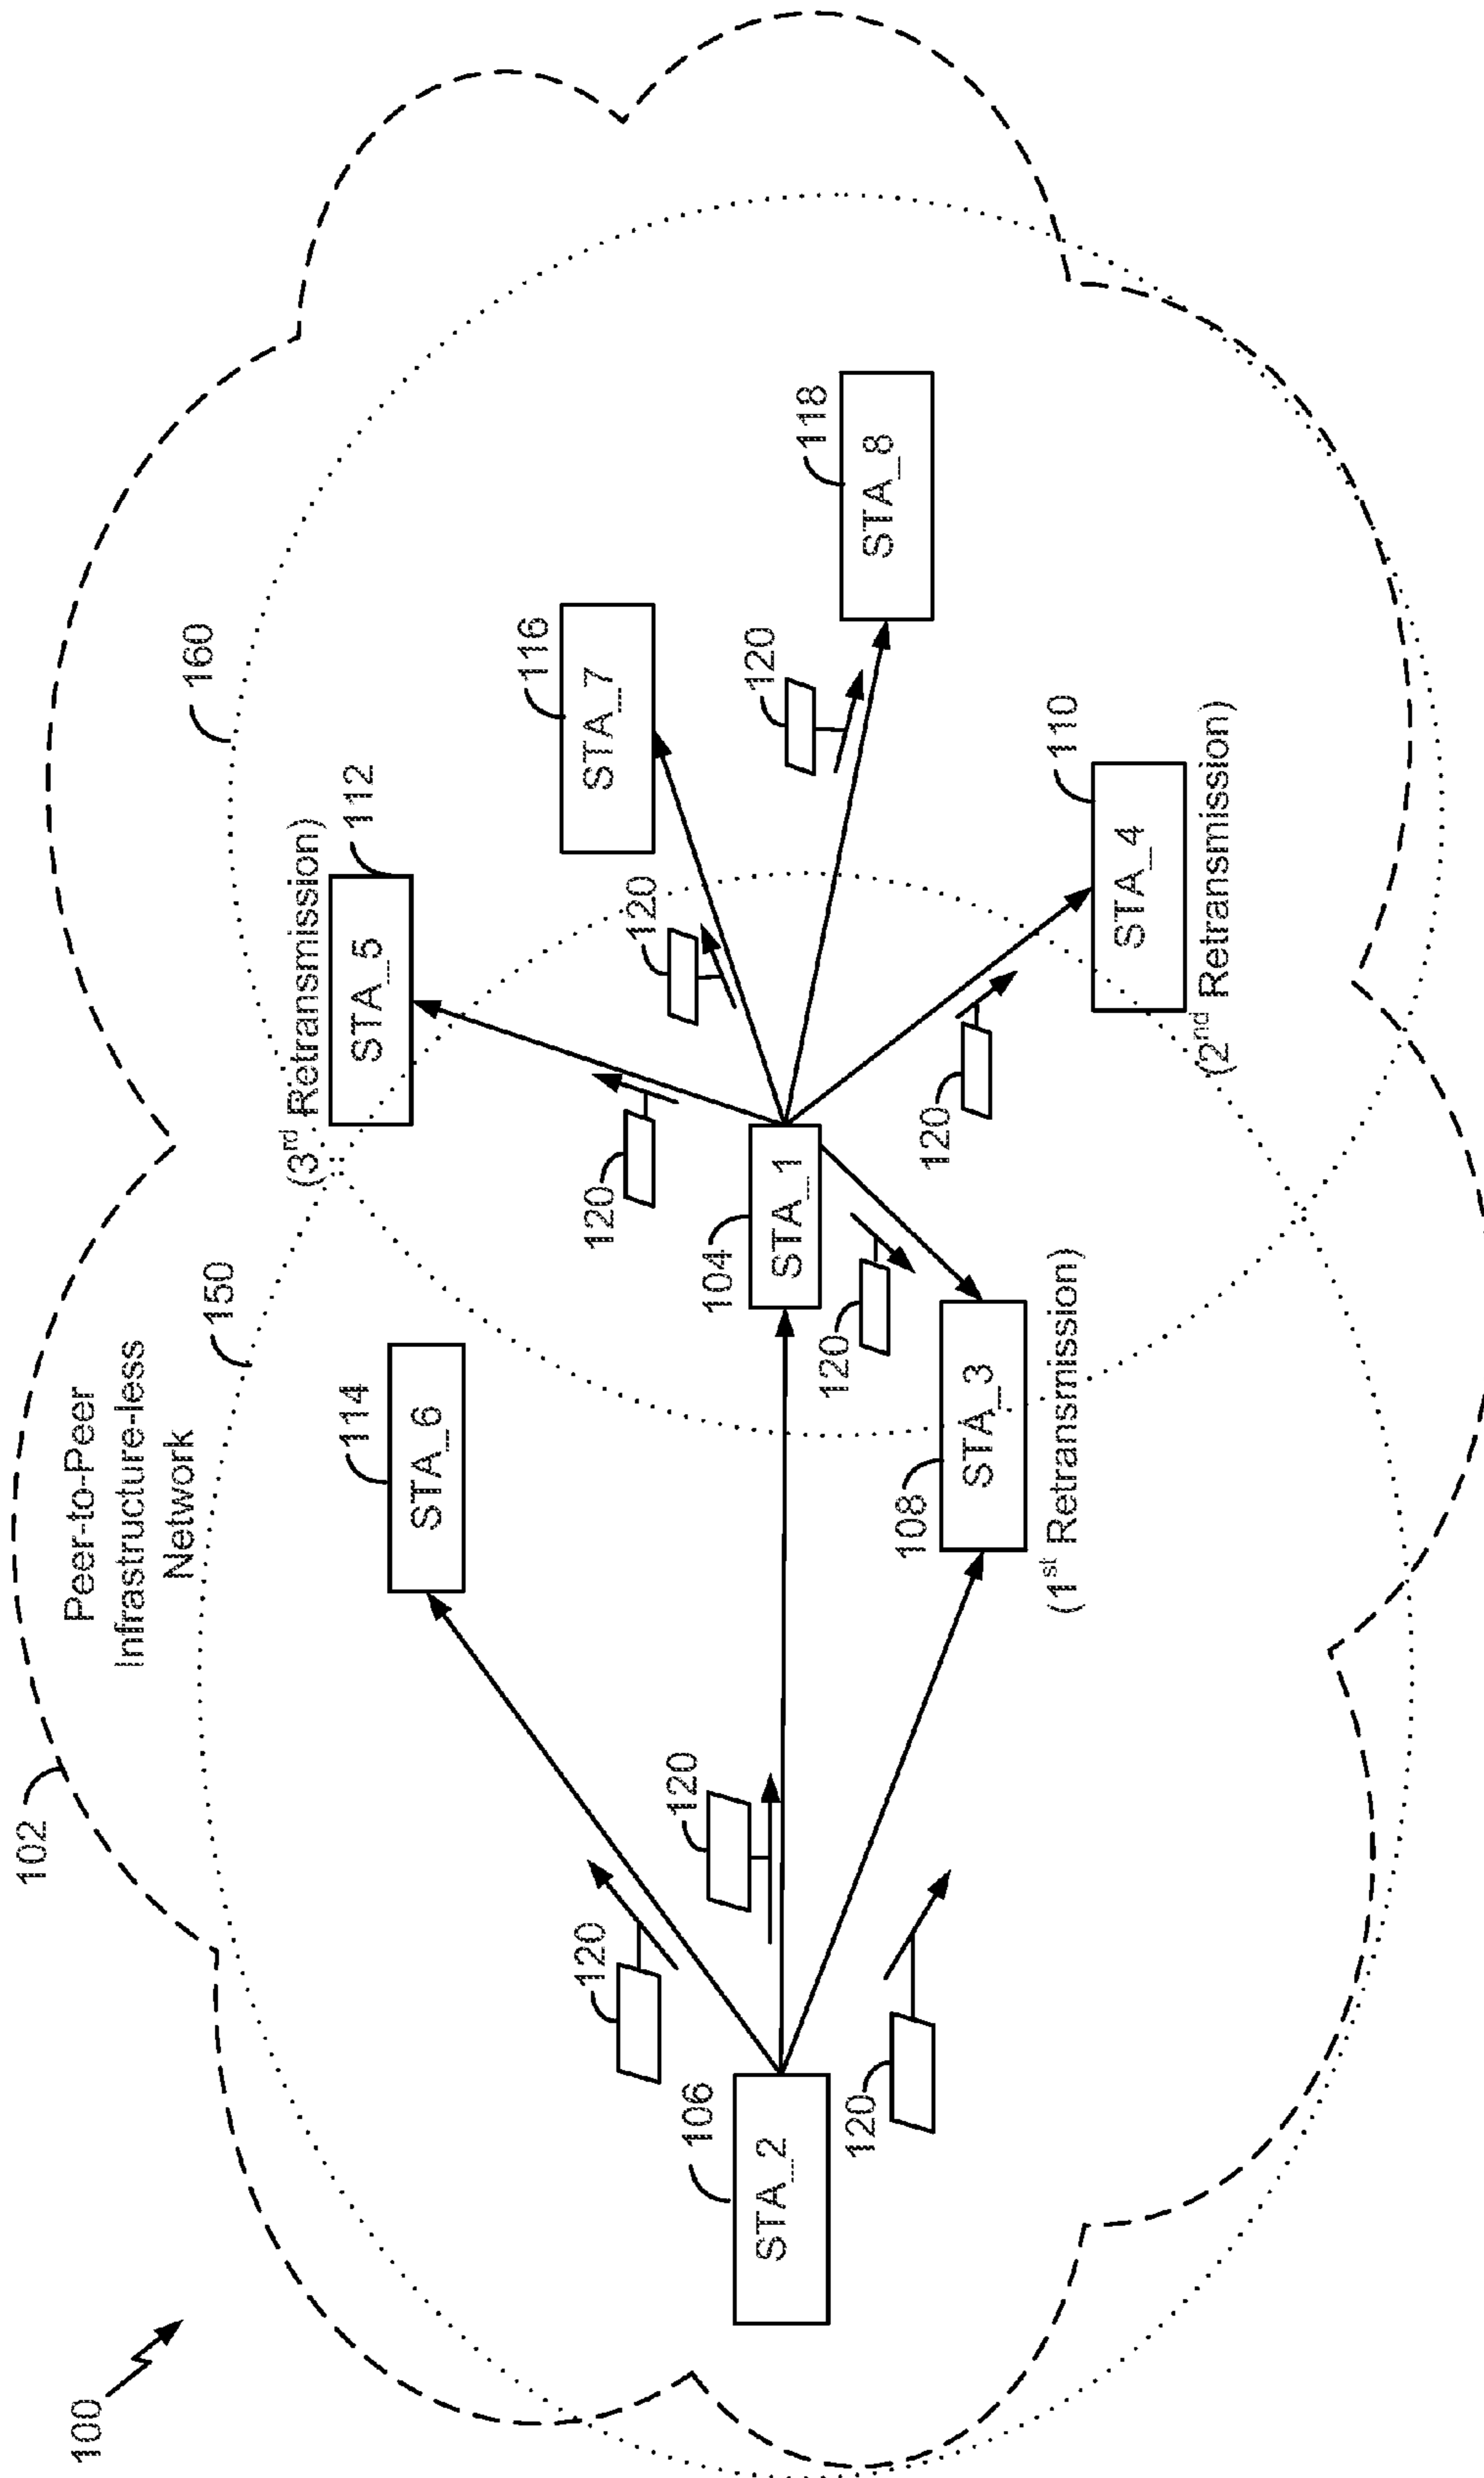 102
Peer-to-Peer
100
Infrastructure-less
Network
160
150
(3rd Retransmission)
114
112
STA_5
STA_6
116
120
120
STA_7
120
106
120
104
120
STA_2
STA_1
118
120
120
STA_8
108
120
STA_3
(1st Retransmission)
110
STA_4
(2nd Retransmission)